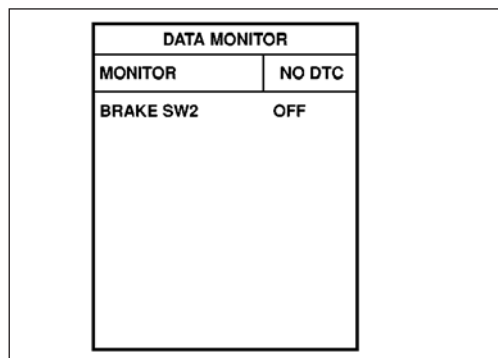 DATA MONITOR
MONITOR NO DTC
BRAKE SW2 OFF